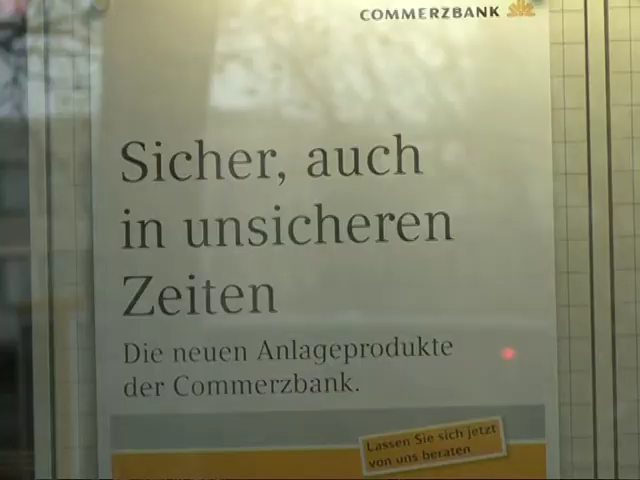 COMMERZBANK
Sicher, auch
in unsicheren
Zeiten
Die neuen Anlageprodukte
der Commerzbank.
Lassen Sie sich jetzt
von uns beraten